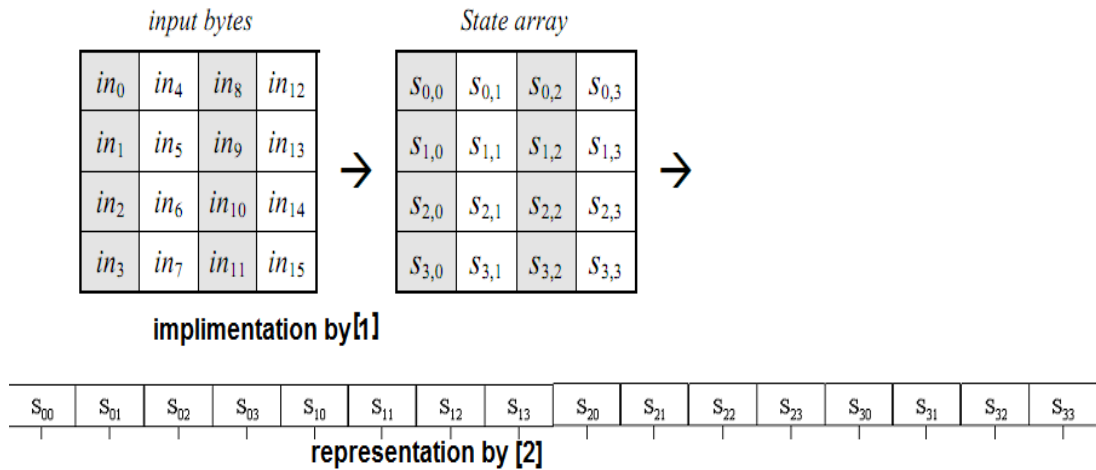 input bytes State array
in₀ in₄ in₈ in₁₂ s₀,₀ s₀,₁ s₀,₂ s₀,₃
in₁ in₅ in₉ in₁₃ → s₁,₀ s₁,₁ s₁,₂ s₁,₃ →
in₂ in₆ in₁₀ in₁₄ s₂,₀ s₂,₁ s₂,₂ s₂,₃
in₃ in₇ in₁₁ in₁₅ s₃,₀ s₃,₁ s₃,₂ s₃,₃
implimentation by[1]
S₀₀ S₀₁ S₀₂ S₀₃ S₁₀ S₁₁ S₁₂ S₁₃ S₂₀ S₂₁ S₂₂ S₂₃ S₃₀ S₃₁ S₃₂ S₃₃
representation by [2]